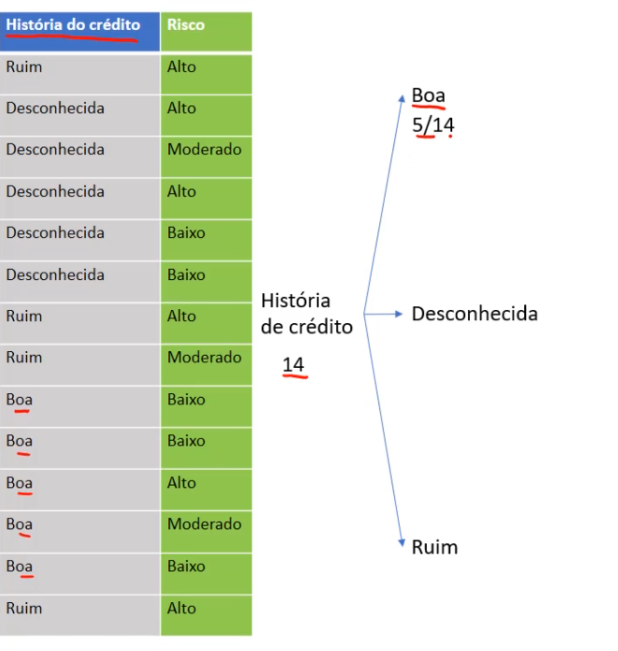 História do crédito Risco
Ruim Alto
Desconhecida Alto
Desconhecida Moderado
Desconhecida Alto
Desconhecida Baixo
Desconhecida Baixo
Ruim Alto
Ruim Moderado
Boa Baixo
Boa Baixo
Boa Alto
Boa Moderado
Boa Baixo
Ruim Alto
História
de crédito
14
Boa
5/14
Desconhecida
Ruim